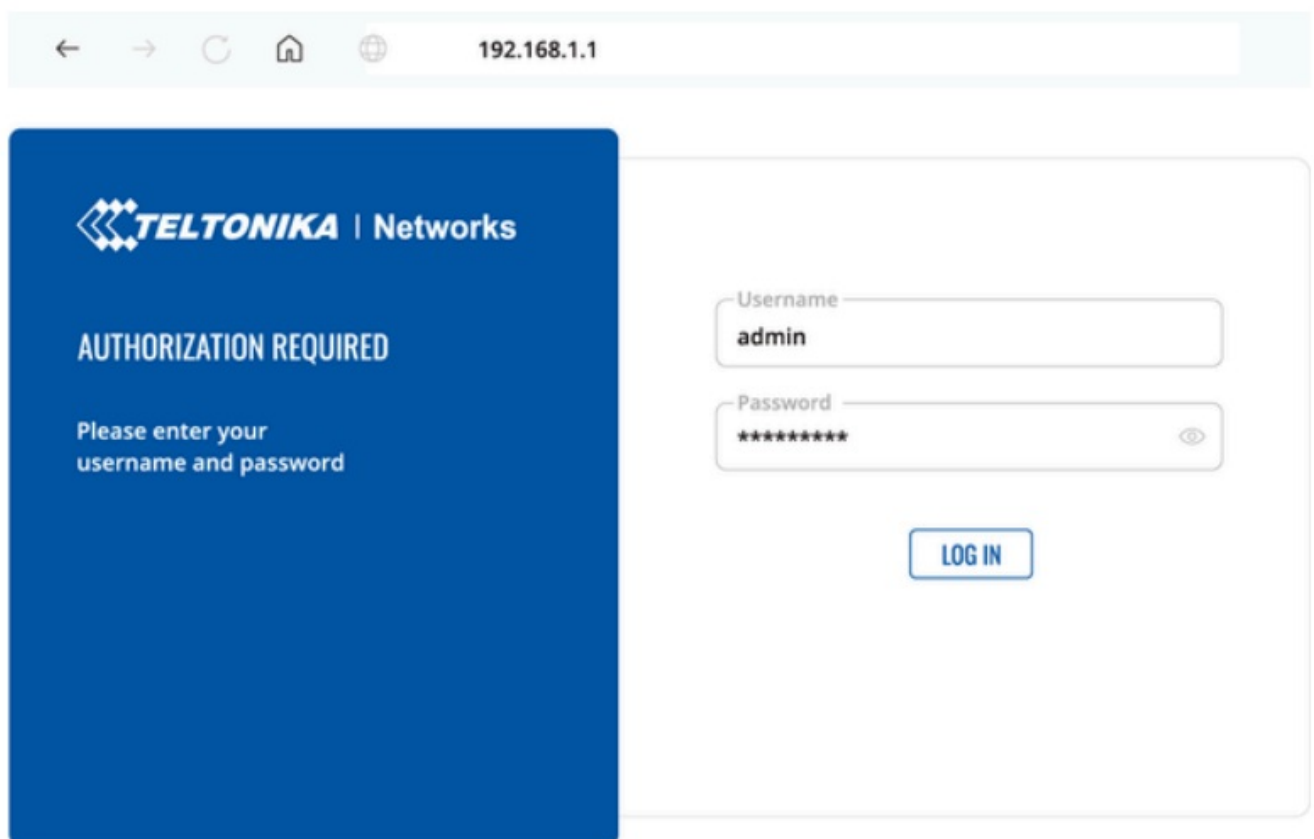 192.168.1.1
TELTONIKA | Networks
AUTHORIZATION REQUIRED
Please enter your
username and password
Username
admin
Password
*********
LOG IN